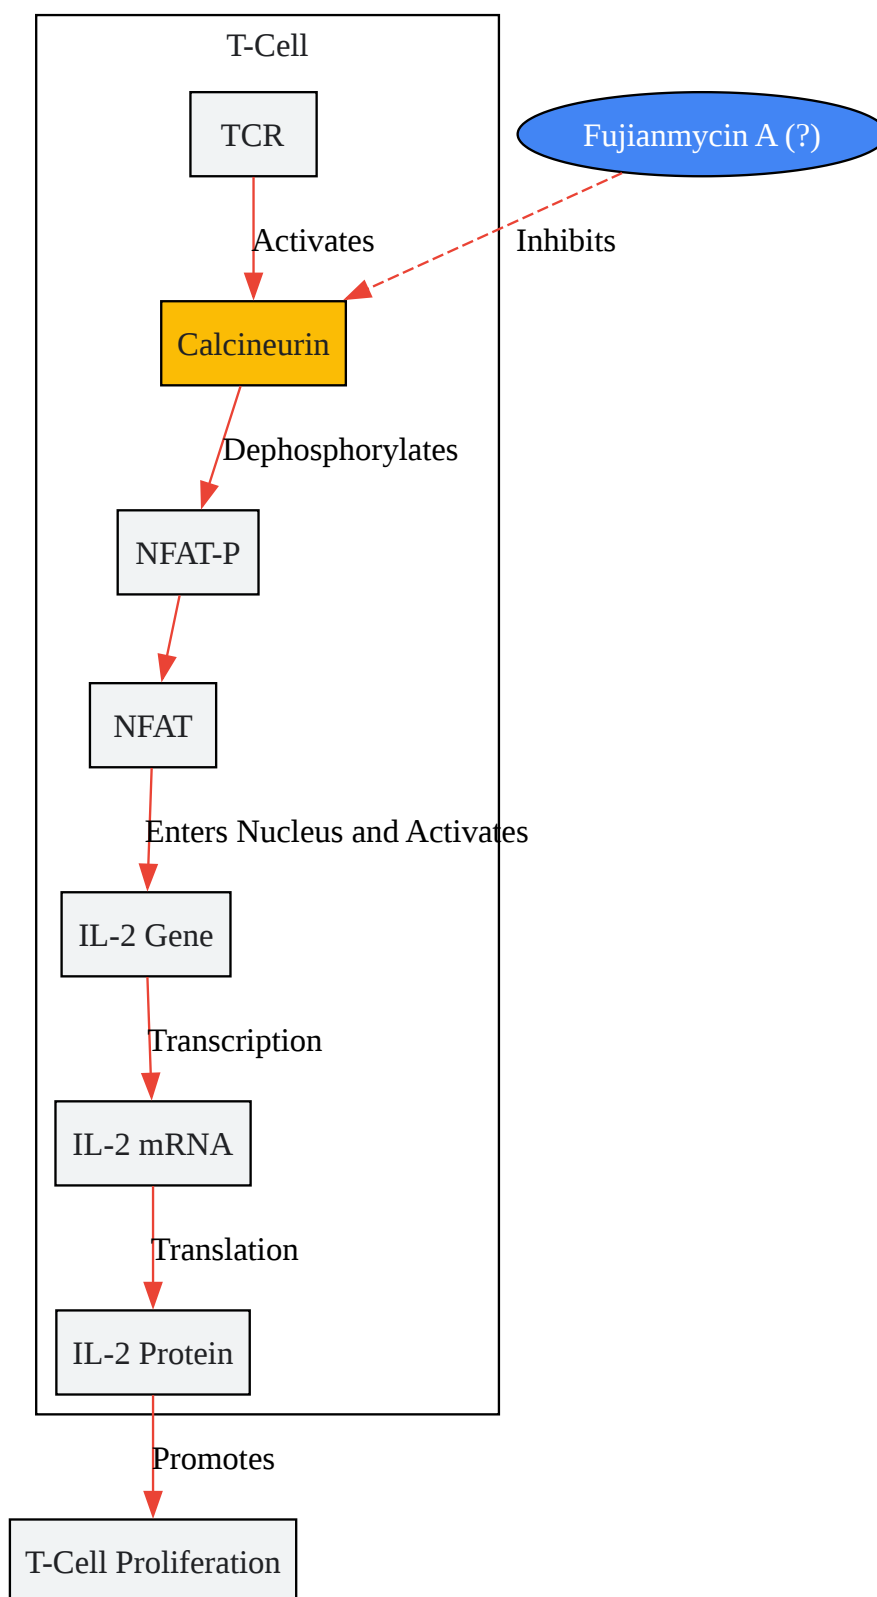 T-Cell
TCR
Fujianmycin A (?)
Activates
Inhibits
Calcineurin
Dephosphorylates
NFAT-P
NFAT
Enters Nucleus and Activates
IL-2 Gene
Transcription
IL-2 mRNA
Translation
IL-2 Protein
Promotes
T-Cell Proliferation